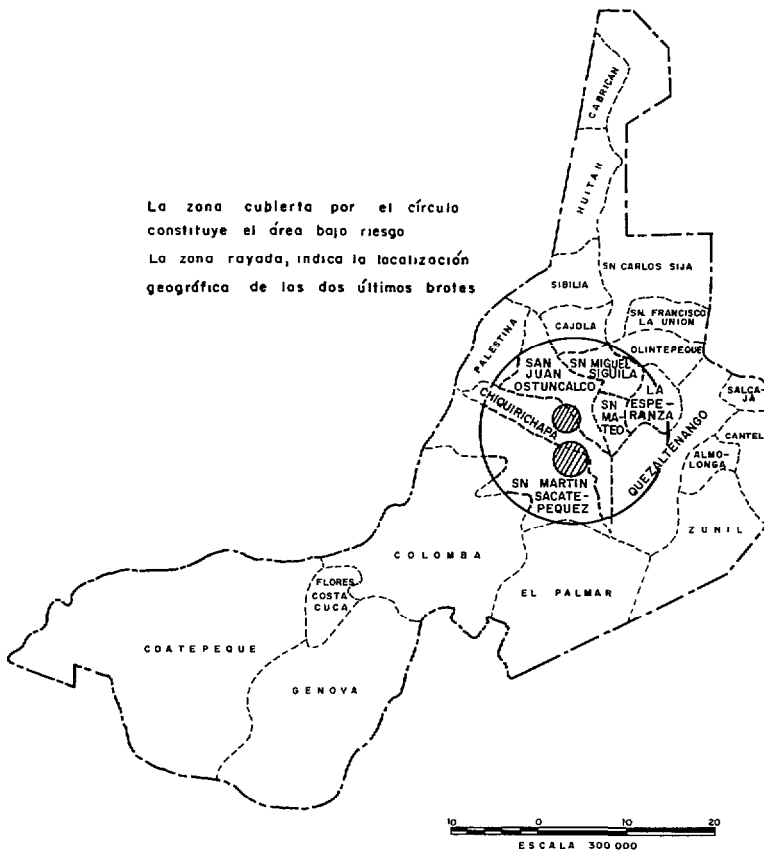 CABRICAN
HUITAN
La zona cubierta por el círculo
constituye el área bajo riesgo
La zona rayada, indica la localización
geográfica de los dos últimos brotes
SN CARLOS SIJA
SIBILIA
SN. FRANCISCO
LA UNION
CAJOLA
OLINTEPEQUE
PALESTINA
SAN
JUAN
OSTUNCALCO
SN MIGUEL
SIGUILA
LA
ESPE-
RANZA
SN
MA-
TEO
SALCA-
JA
CHIQUIRICHAPA
CANTEL
QUEZALTENANGO
ALMO-
LONGA
SN MARTIN
SACATE-
PEQUEZ
ZUNIL
COLOMBA
EL PALMAR
FLORES
COSTA
CUCA
COATEPEQUE
GENOVA
10 0 10 20
ESCALA 300 000